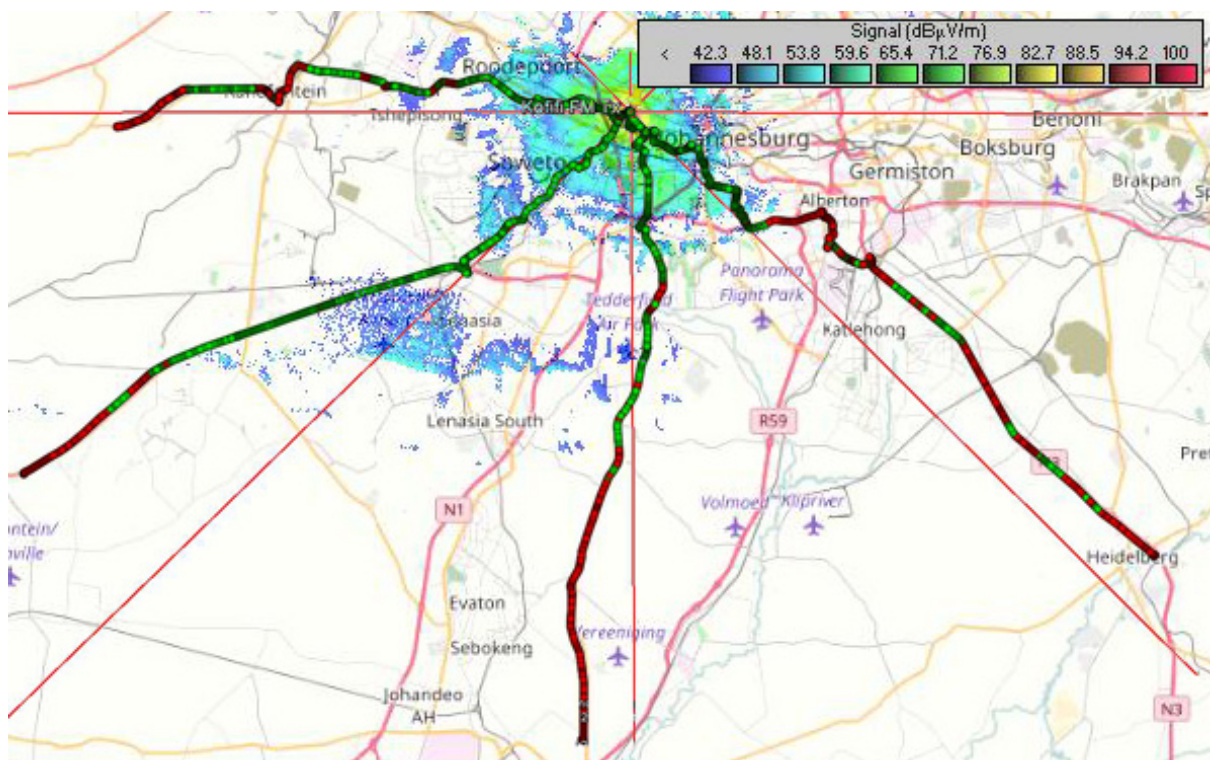 Signal (dBµV/m)
< 42.3 48.1 53.8 59.6 65.4 71.2 76.9 82.7 88.5 94.2 100
Roodepoort
Tshepisong
Johannesburg
Soweto
Benoni
Boksburg
Germiston
Brakpan
Alberton
Panorama
Flight Park
Tedderfield
Air Park
Katlehong
Lenasia South
R59
N1
Volmoed
Klipriver
Heidelberg
Evaton
Sebokeng
Vereeniging
Johandeo
AH
N3